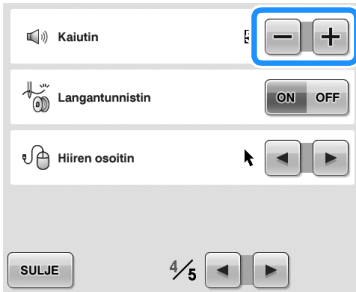 Kaiutin
− +
Langantunnistin
ON OFF
Hiiren osoitin
SULJE
4/5